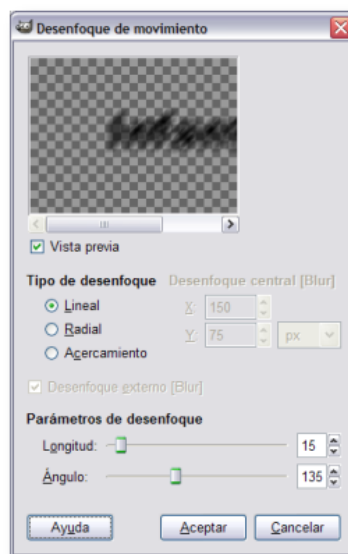 Desenfoque de movimiento
Vista previa
Tipo de desenfoque Desenfoque central [Blur]
Lineal X: 150
Radial Y: 75 px
Acercamiento
Desenfoque externo [Blur]
Parámetros de desenfoque
Longitud: 15
Ángulo: 135
Ayuda Aceptar Cancelar